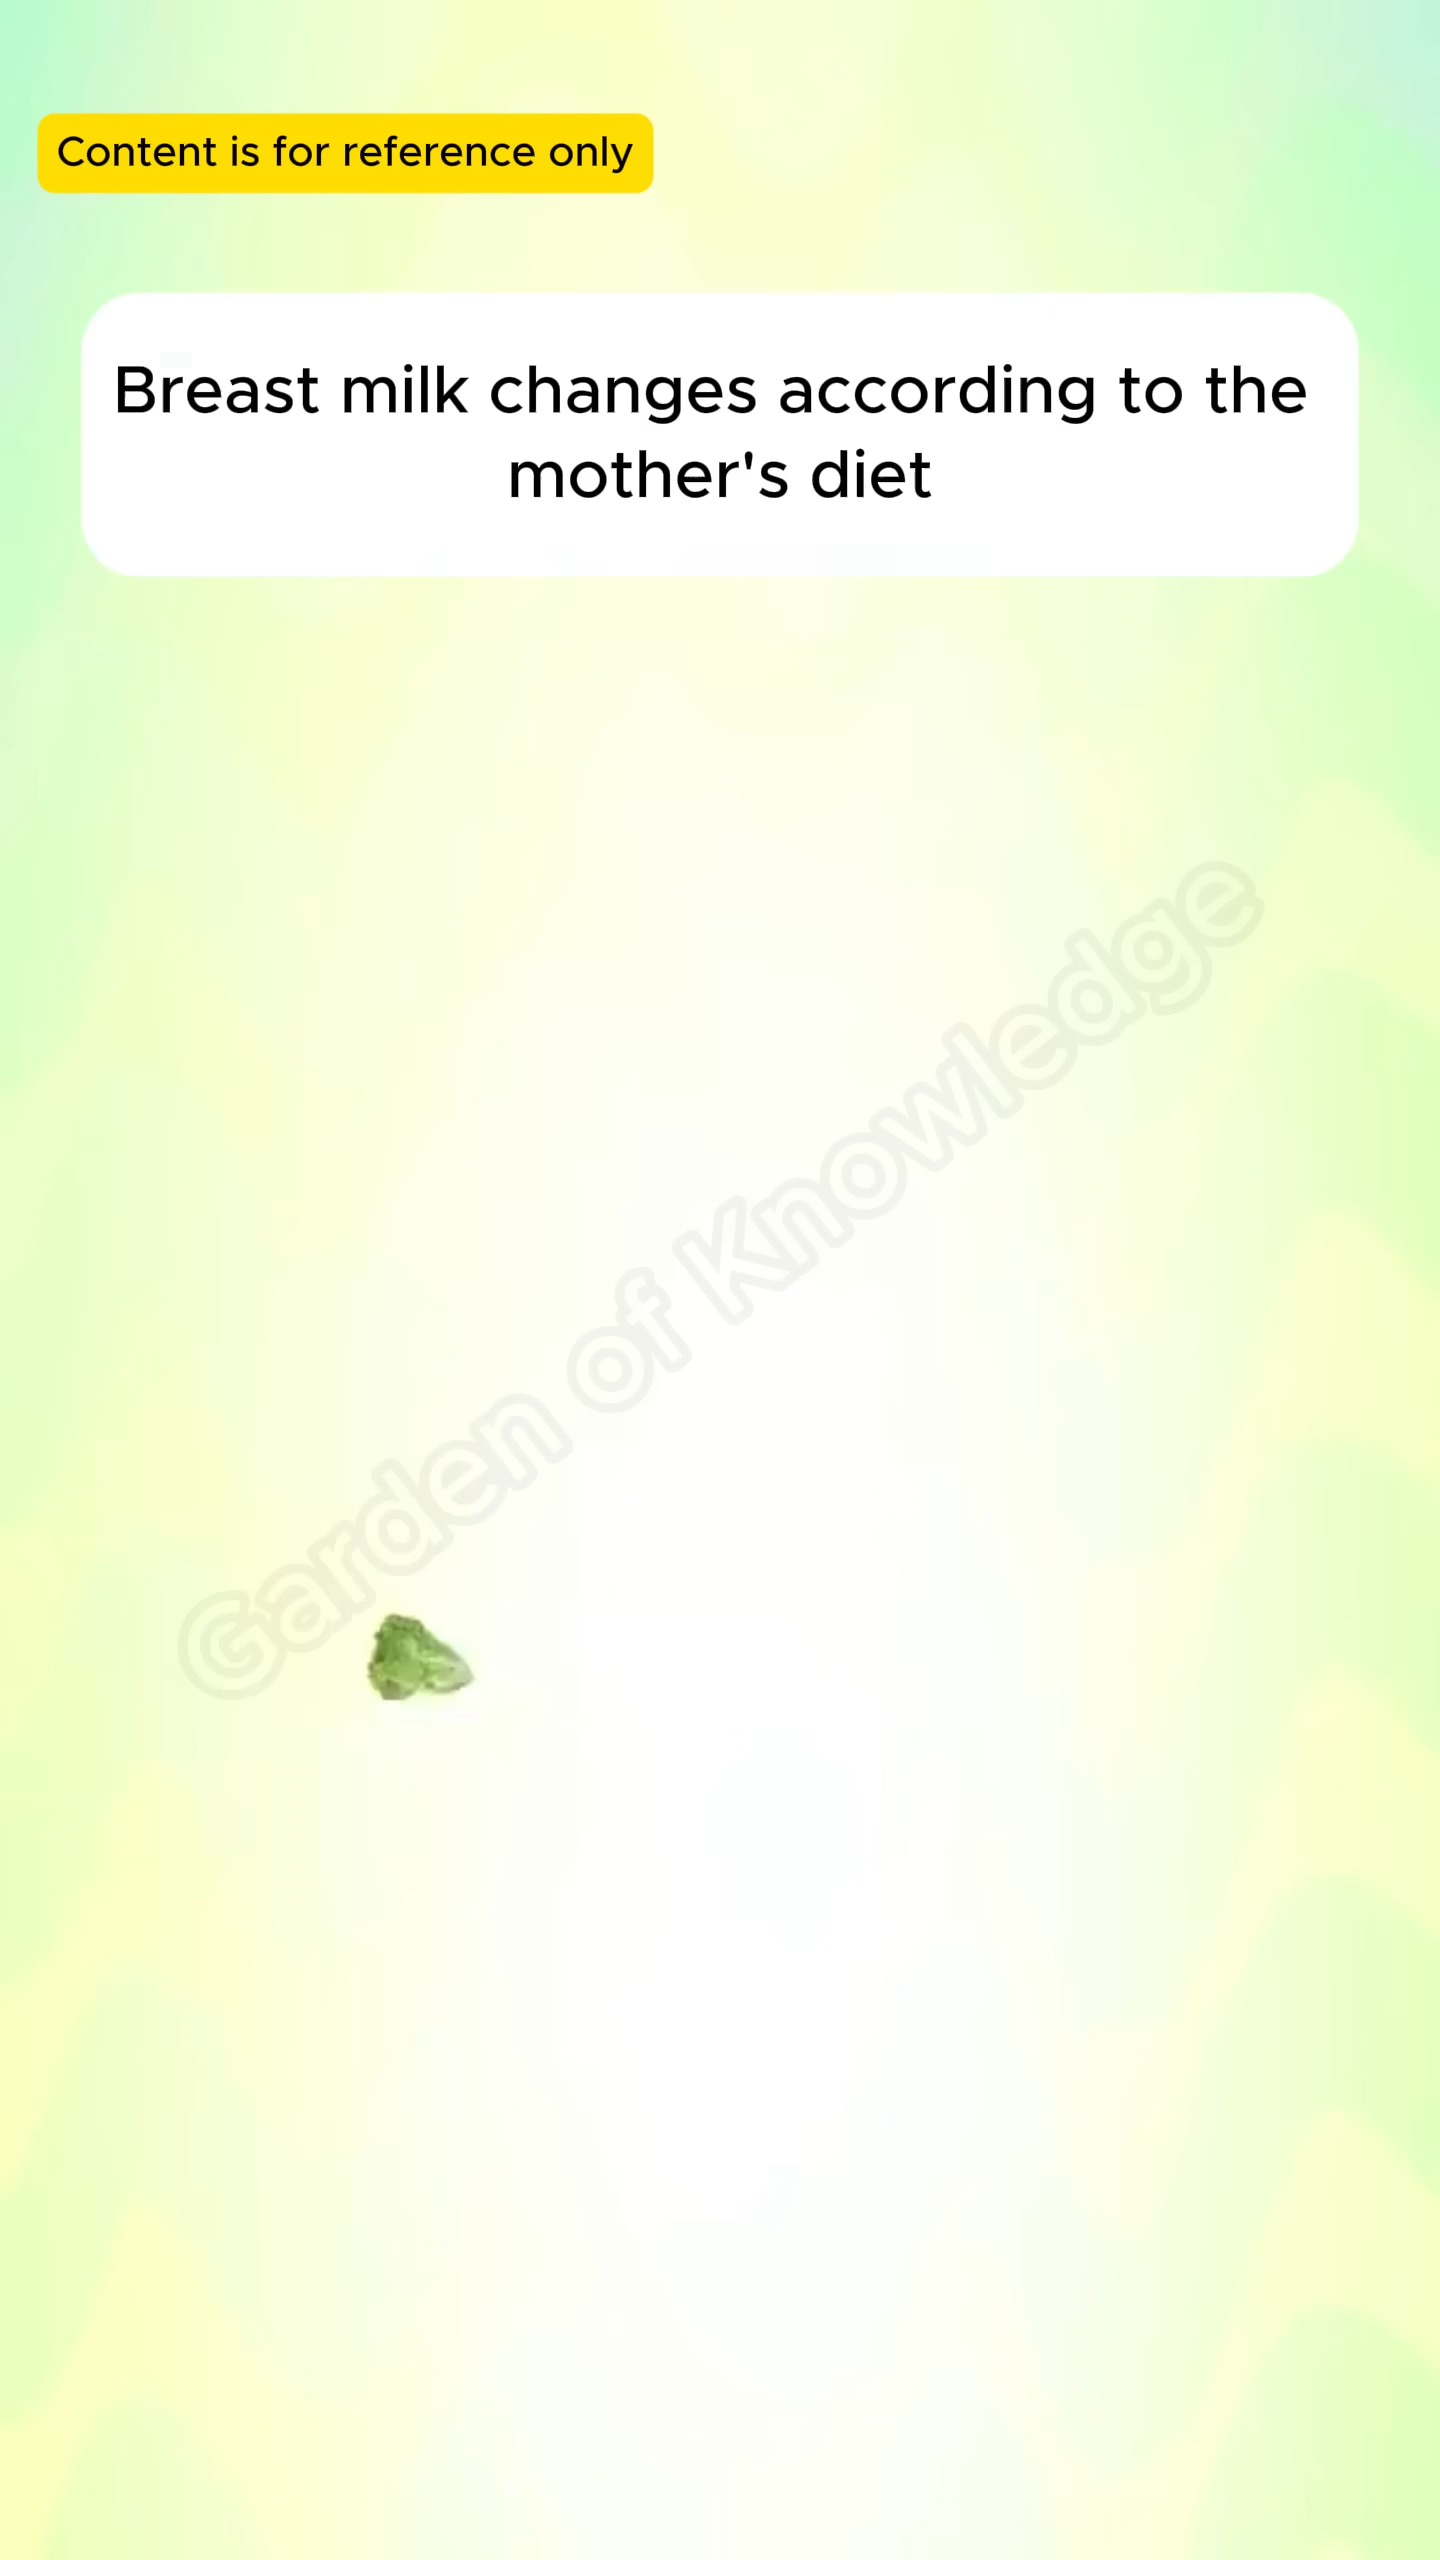 Content is for reference only
Breast milk changes according to the
mother's diet
Garden of Knowledge